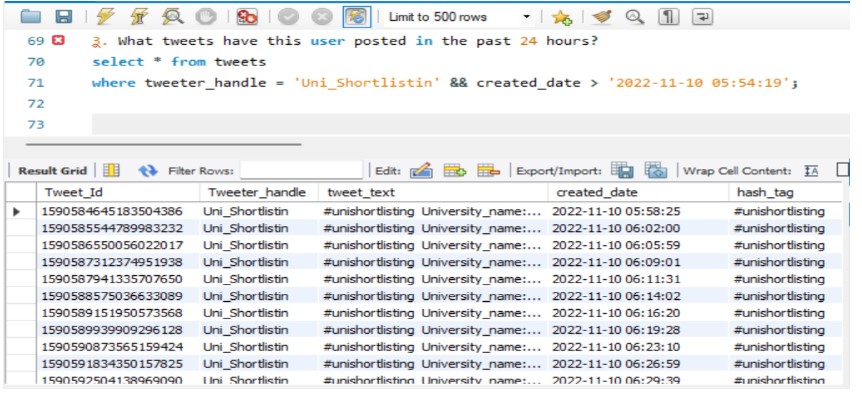 Limit to 500 rows
69 3. What tweets have this user posted in the past 24 hours?
70 select * from tweets
71 where tweeter_handle = 'Uni_Shortlistin' && created_date > '2022-11-10 05:54:19';
72
73
Result Grid Filter Rows: Edit: Export/Import: Wrap Cell Content:
Tweet_Id Tweeter_handle tweet_text created_date hash_tag
1590584645183504386 Uni_Shortlistin #unishortlisting University_name:... 2022-11-10 05:58:25 #unishortlisting
1590585544789983232 Uni_Shortlistin #unishortlisting University_name:... 2022-11-10 06:02:00 #unishortlisting
1590586550056022017 Uni_Shortlistin #unishortlisting University_name:... 2022-11-10 06:05:59 #unishortlisting
1590587312374951938 Uni_Shortlistin #unishortlisting University_name:... 2022-11-10 06:09:01 #unishortlisting
1590587941335707650 Uni_Shortlistin #unishortlisting University_name:... 2022-11-10 06:11:31 #unishortlisting
1590588575036633089 Uni_Shortlistin #unishortlisting University_name:... 2022-11-10 06:14:02 #unishortlisting
1590589151950573568 Uni_Shortlistin #unishortlisting University_name:... 2022-11-10 06:16:20 #unishortlisting
1590589939909296128 Uni_Shortlistin #unishortlisting University_name:... 2022-11-10 06:19:28 #unishortlisting
1590590873565159424 Uni_Shortlistin #unishortlisting University_name:... 2022-11-10 06:23:10 #unishortlisting
1590591834350157825 Uni_Shortlistin #unishortlisting University_name:... 2022-11-10 06:26:59 #unishortlisting
1590592504138969090 Uni_Shortlistin #unishortlisting University_name:... 2022-11-10 06:29:39 #unishortlisting